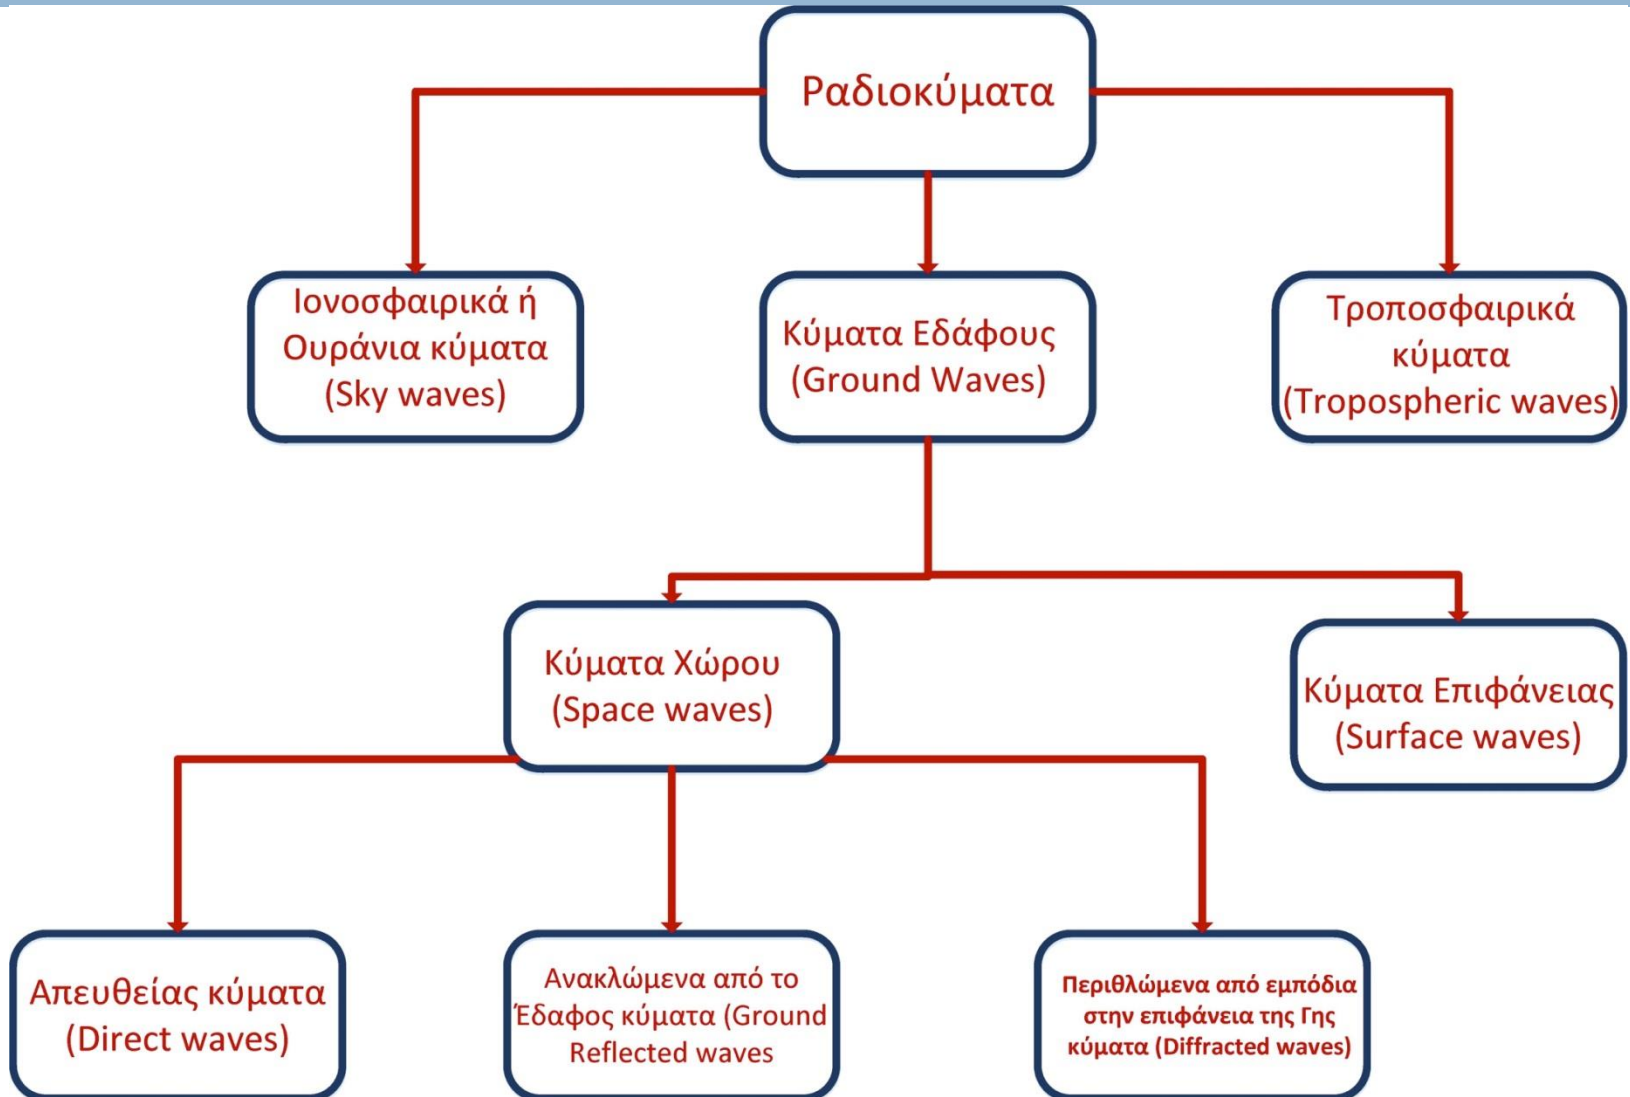 Ραδιοκύματα
Ιονοσφαιρικά ή
Ουράνια κύματα
(Sky waves)
Κύματα Εδάφους
(Ground Waves)
Τροποσφαιρικά
κύματα
(Tropospheric waves)
Κύματα Χώρου
(Space waves)
Κύματα Επιφάνειας
(Surface waves)
Απευθείας κύματα
(Direct waves)
Ανακλώμενα από το
Έδαφος κύματα (Ground
Reflected waves
Περιθλώμενα από εμπόδια
στην επιφάνεια της Γης
κύματα (Diffracted waves)